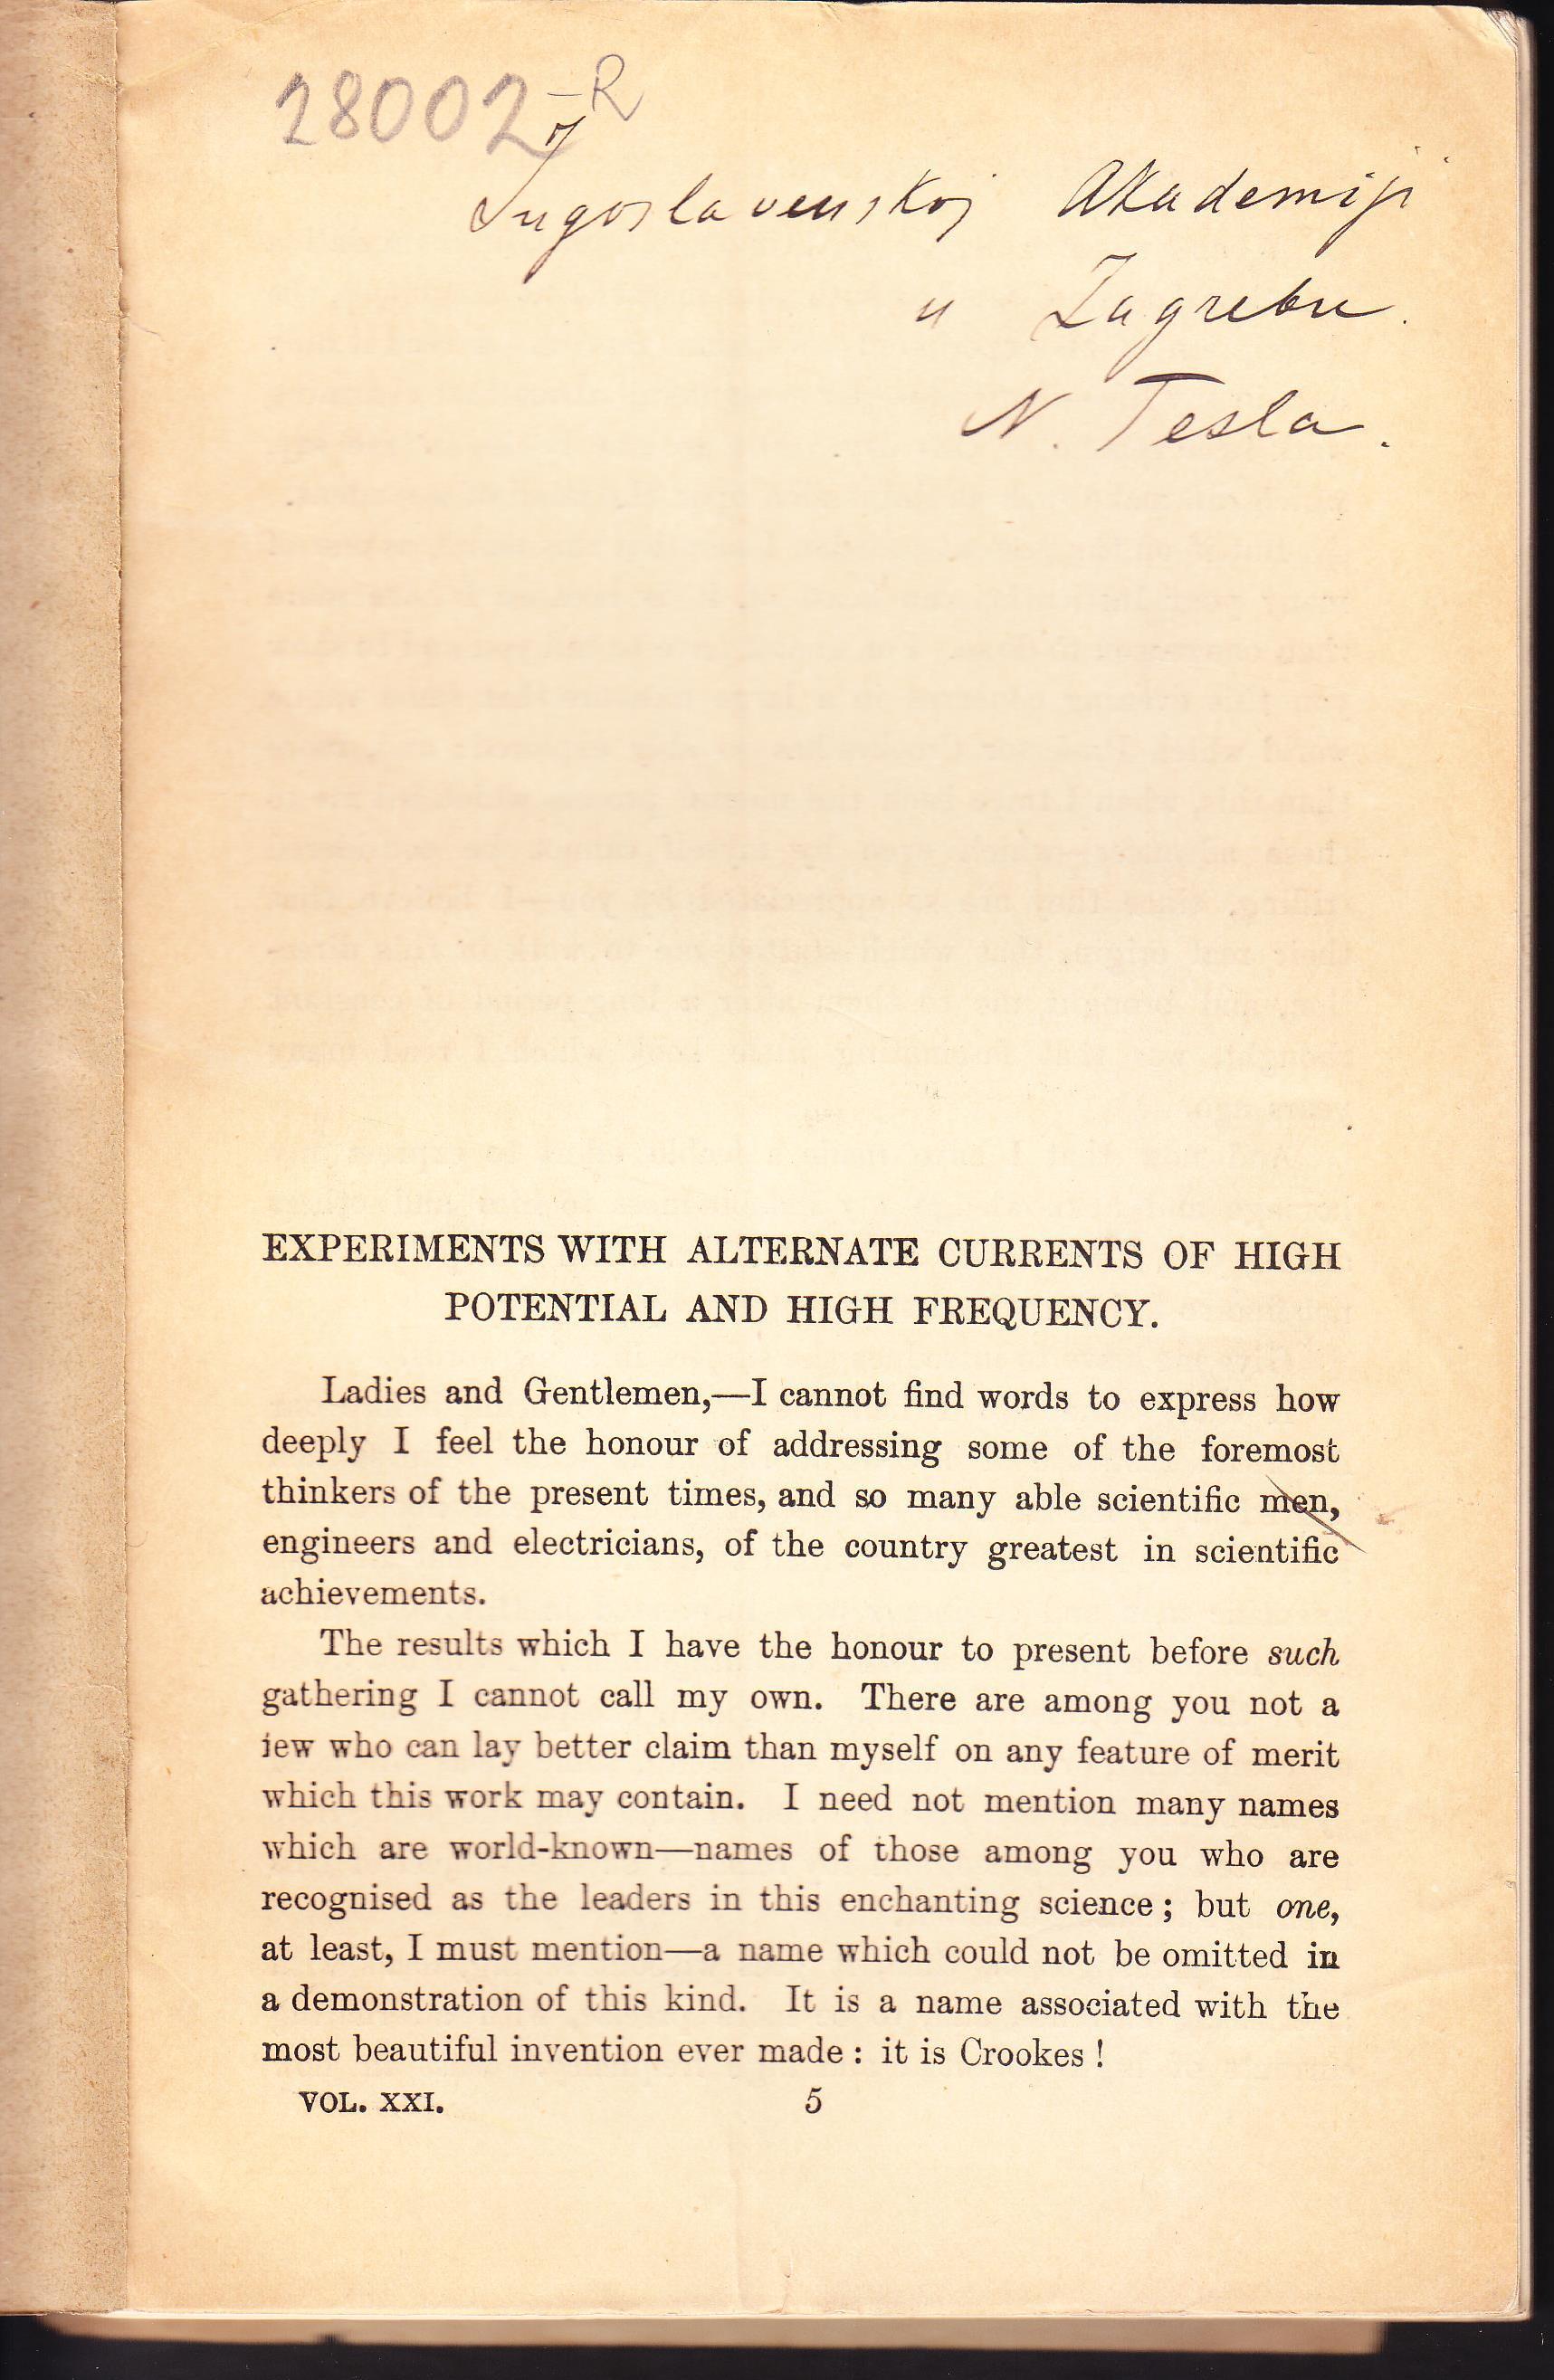 28002-R
Jugoslavenskoj Akademiji
u Zagrebu.
N. Tesla.
EXPERIMENTS WITH ALTERNATE CURRENTS OF HIGH
POTENTIAL AND HIGH FREQUENCY.
Ladies and Gentlemen,—I cannot find words to express how
deeply I feel the honour of addressing some of the foremost
thinkers of the present times, and so many able scientific men,
engineers and electricians, of the country greatest in scientific
achievements.
The results which I have the honour to present before such
gathering I cannot call my own. There are among you not a
few who can lay better claim than myself on any feature of merit
which this work may contain. I need not mention many names
which are world-known—names of those among you who are
recognised as the leaders in this enchanting science; but one,
at least, I must mention—a name which could not be omitted in
a demonstration of this kind. It is a name associated with the
most beautiful invention ever made: it is Crookes!
VOL. XXI. 5